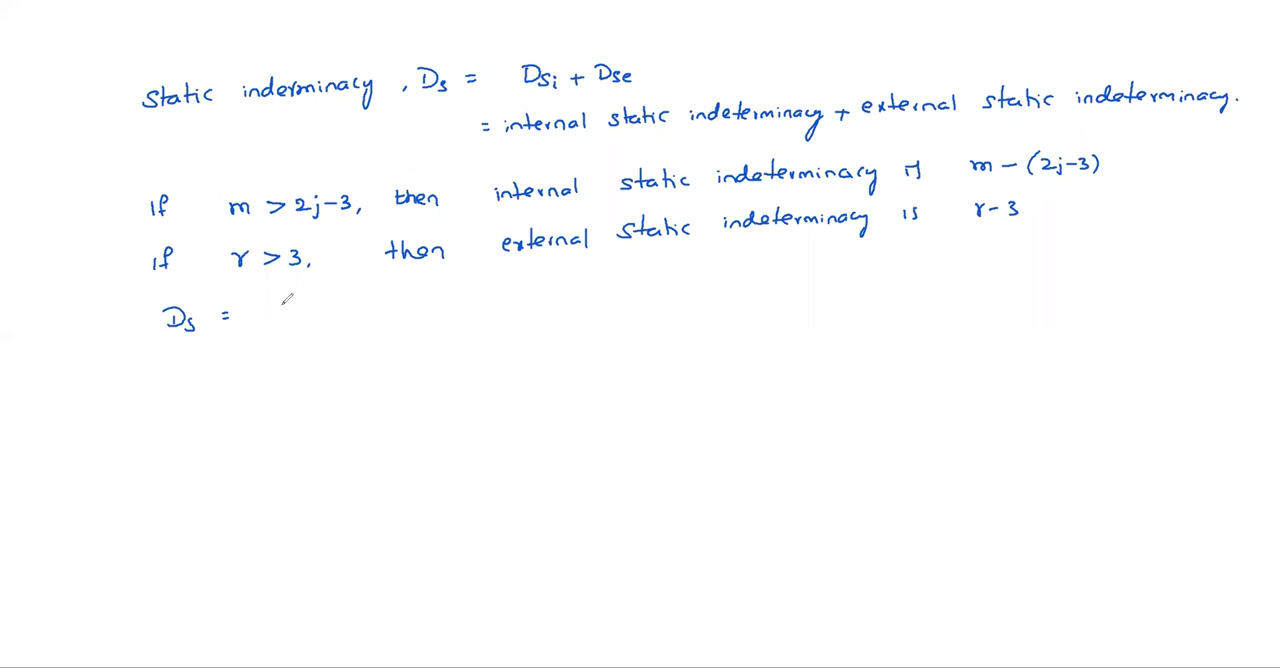 Static inderminacy, Ds = Dsi + Dse
= internal static indeterminacy + external static indeterminacy.
If m > 2j-3, then internal static indeterminacy is m - (2j-3)
If r > 3, then external static indeterminacy is r-3
Ds =